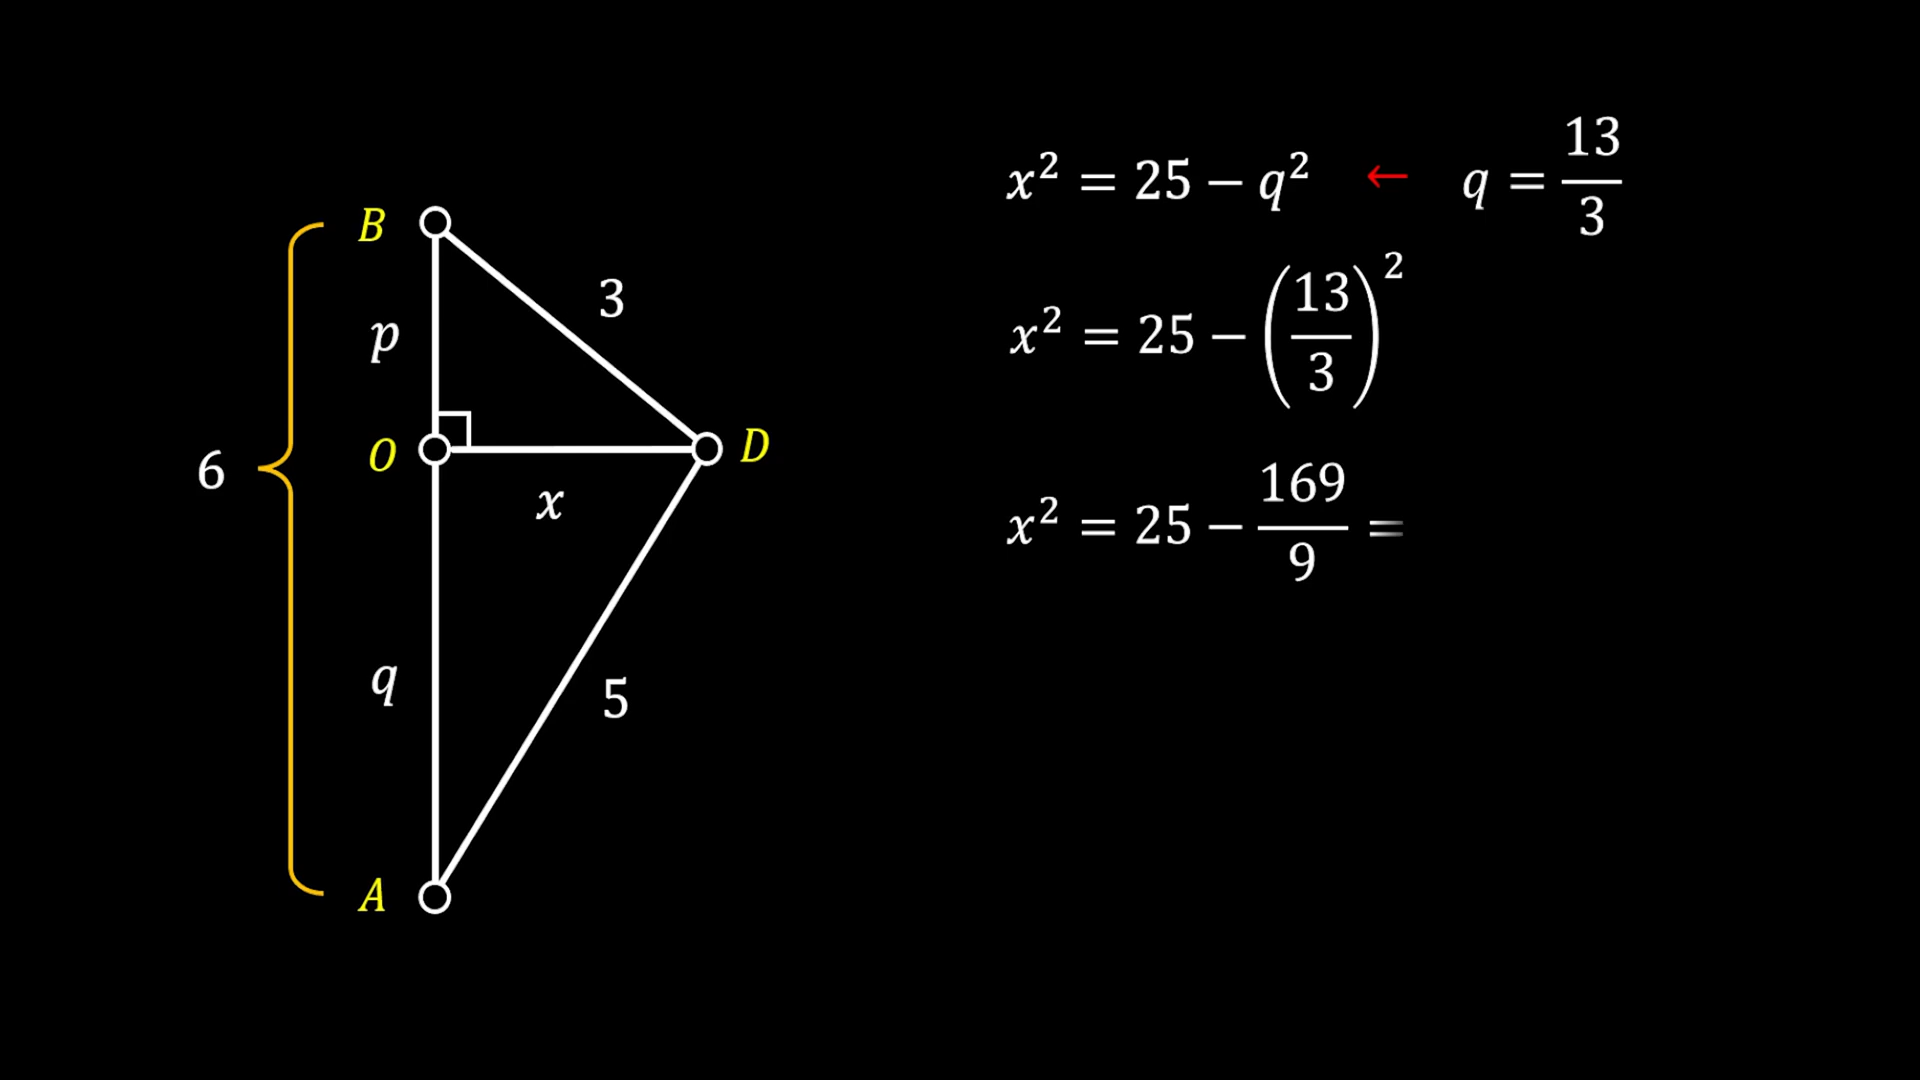 B
3
p
O
D
6
x
q
5
A
x² = 25 − q² ← q = 13/3
x² = 25 − (13/3)²
x² = 25 − 169/9 =